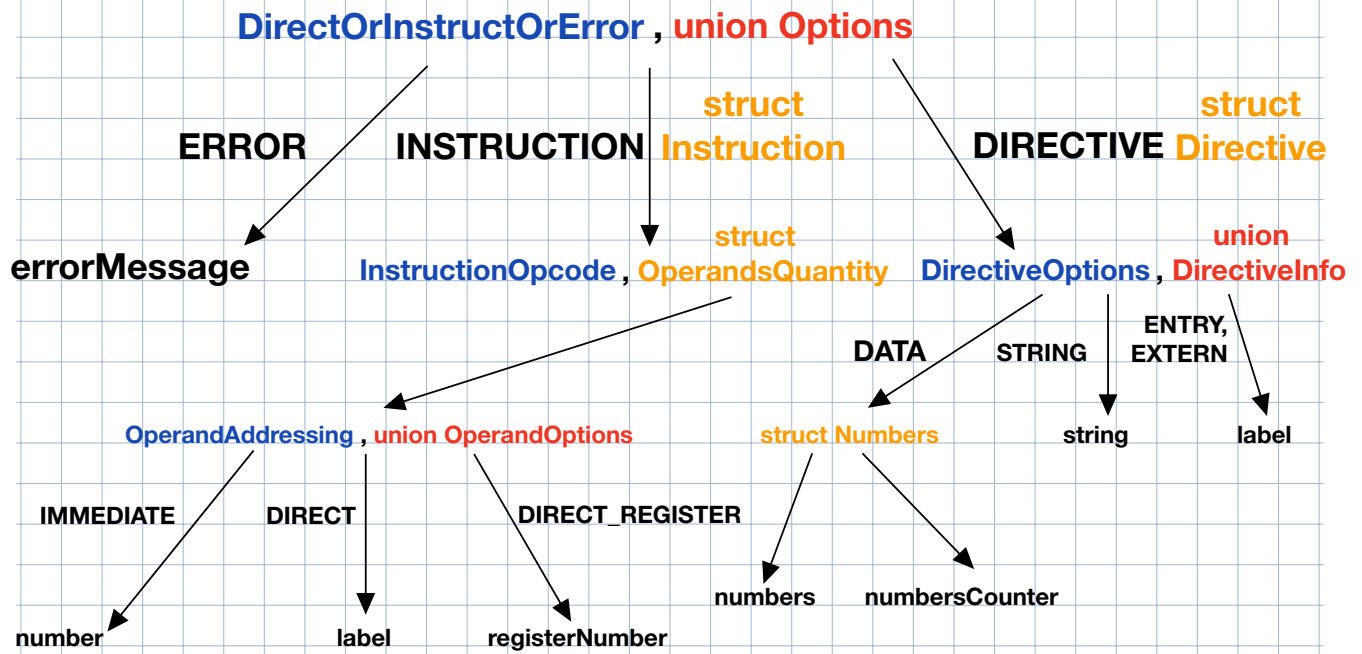 DirectOrInstructOrError , union Options
ERROR
INSTRUCTION
struct
Instruction
DIRECTIVE
struct
Directive
errorMessage
InstructionOpcode ,
struct
OperandsQuantity
DirectiveOptions ,
union
DirectiveInfo
DATA
STRING
ENTRY,
EXTERN
OperandAddressing , union OperandOptions
struct Numbers
string
label
IMMEDIATE
DIRECT
DIRECT_REGISTER
numbers
numbersCounter
number
label
registerNumber